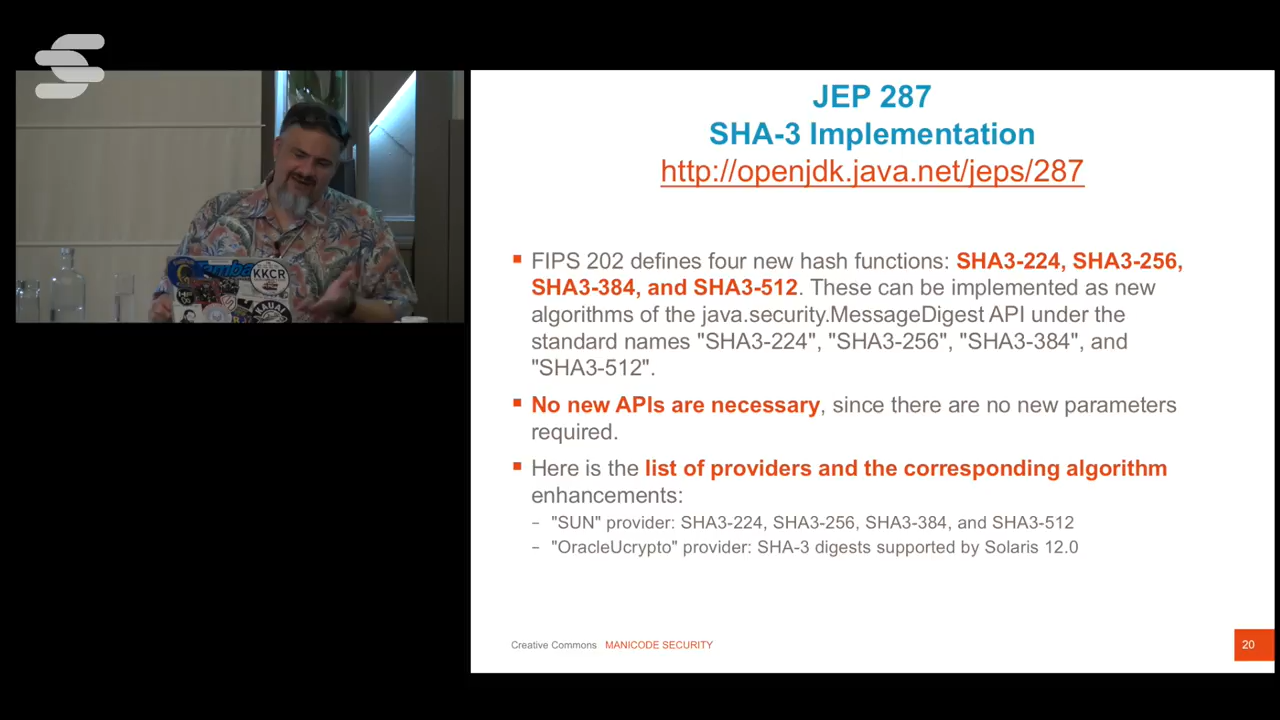 JEP 287
SHA-3 Implementation
http://openjdk.java.net/jeps/287
▪ FIPS 202 defines four new hash functions: SHA3-224, SHA3-256,
SHA3-384, and SHA3-512. These can be implemented as new
algorithms of the java.security.MessageDigest API under the
standard names "SHA3-224", "SHA3-256", "SHA3-384", and
"SHA3-512".
▪ No new APIs are necessary, since there are no new parameters
required.
▪ Here is the list of providers and the corresponding algorithm
enhancements:
− "SUN" provider: SHA3-224, SHA3-256, SHA3-384, and SHA3-512
− "OracleUcrypto" provider: SHA-3 digests supported by Solaris 12.0
Creative Commons MANICODE SECURITY
20
KKCR